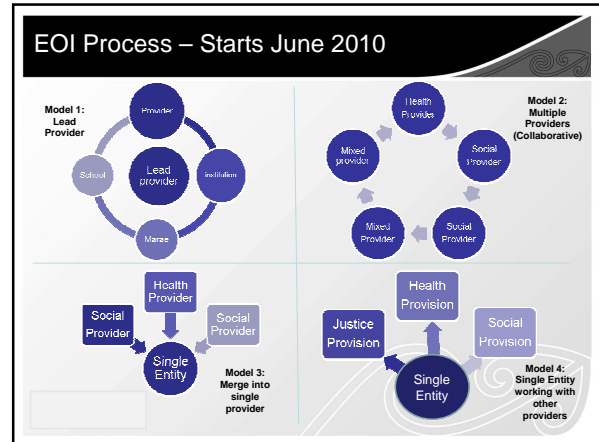 EOI Process – Starts June 2010
Model 1:
Lead
Provider
Provider
Lead
provider
School
institution
Marae
Model 2:
Multiple
Providers
(Collaborative)
Health
Provider
Mixed
provider
Social
Provider
Mixed
Provider
Social
Provider
Health
Provider
Social
Provider
Social
Provider
Single
Entity
Model 3:
Merge into
single
provider
Health
Provision
Justice
Provision
Social
Provision
Single
Entity
Model 4:
Single Entity
working with
other
providers